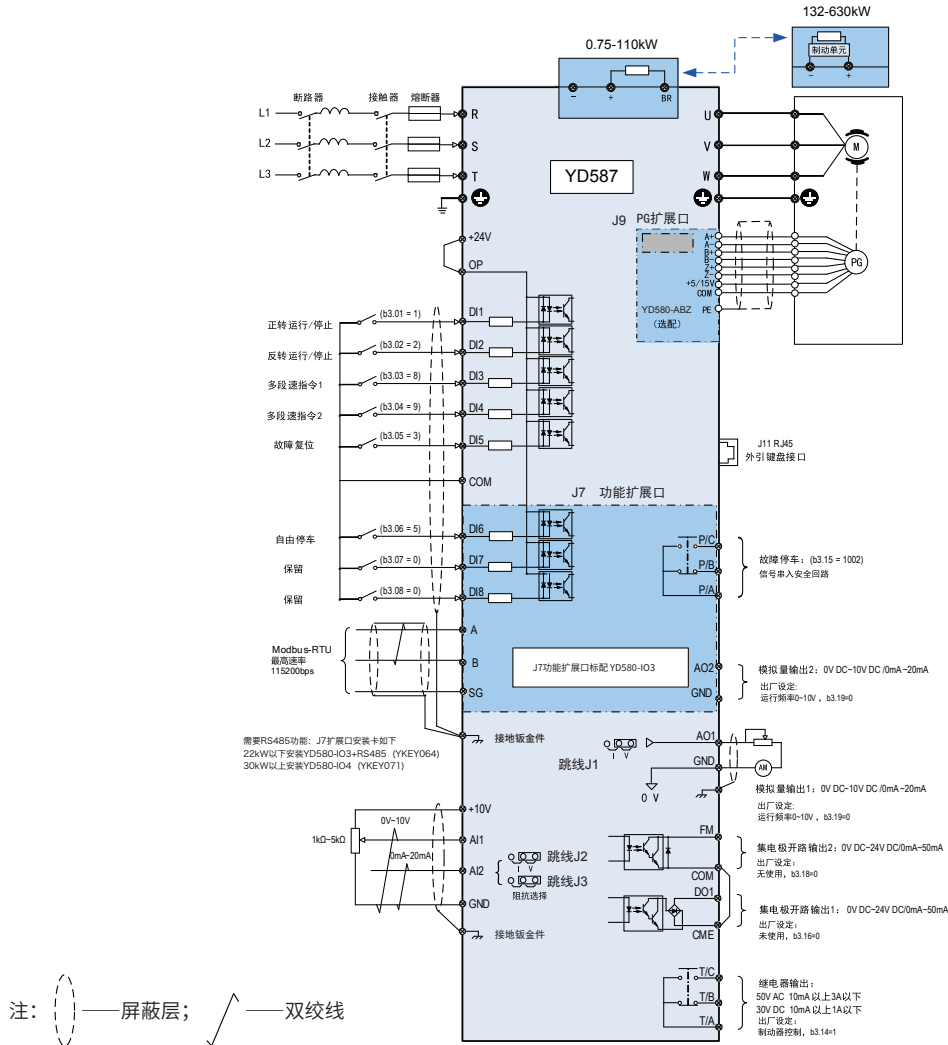 132-630kW
制动单元
-
+
0.75-110kW
-
+
BR
断路器
接触器
熔断器
L1
R
U
L2
S
V
M
L3
T
W
YD587
J9 PG扩展口
+24V
OP
A+
A-
B+
B-
Z+
Z-
+5/15V
COM
PE
PG
YD580-ABZ
(选配)
正转运行/停止
(b3.01 = 1)
DI1
反转运行/停止
(b3.02 = 2)
DI2
多段速指令1
(b3.03 = 8)
DI3
多段速指令2
(b3.04 = 9)
DI4
故障复位
(b3.05 = 3)
DI5
J11 RJ45
外引键盘接口
COM
J7 功能扩展口
自由停车
(b3.06 = 5)
DI6
保留
(b3.07 = 0)
DI7
保留
(b3.08 = 0)
DI8
P/C
P/B
P/A
故障停车：(b3.15 = 1002)
信号串入安全回路
Modbus-RTU
最高速率
115200bps
A
B
SG
J7功能扩展口标配 YD580-IO3
AO2
GND
模拟量输出2：0V DC~10V DC /0mA~20mA
出厂设定:
运行频率0~10V，b3.19=0
需要RS485功能：J7扩展口安装卡如下
22kW以下安装YD580-IO3+RS485 (YKEY064)
30kW以上安装YD580-IO4 (YKEY071)
接地钣金件
跳线J1
I
V
AO1
GND
0 V
AM
模拟量输出1：0V DC~10V DC /0mA~20mA
出厂设定:
运行频率0~10V，b3.19=0
+10V
0V~10V
1kΩ~5kΩ
AI1
0mA~20mA
AI2
GND
I
V
跳线J2
跳线J3
阻抗选择
接地钣金件
FM
COM
集电极开路输出2：0V DC~24V DC/0mA~50mA
出厂设定:
无使用，b3.18=0
DO1
CME
集电极开路输出1：0V DC~24V DC/0mA~50mA
出厂设定:
未使用，b3.16=0
T/C
T/B
T/A
继电器输出：
50V AC 10mA 以上3A以下
30V DC 10mA 以上1A以下
出厂设定:
制动器控制，b3.14=1
注：
屏蔽层；
双绞线